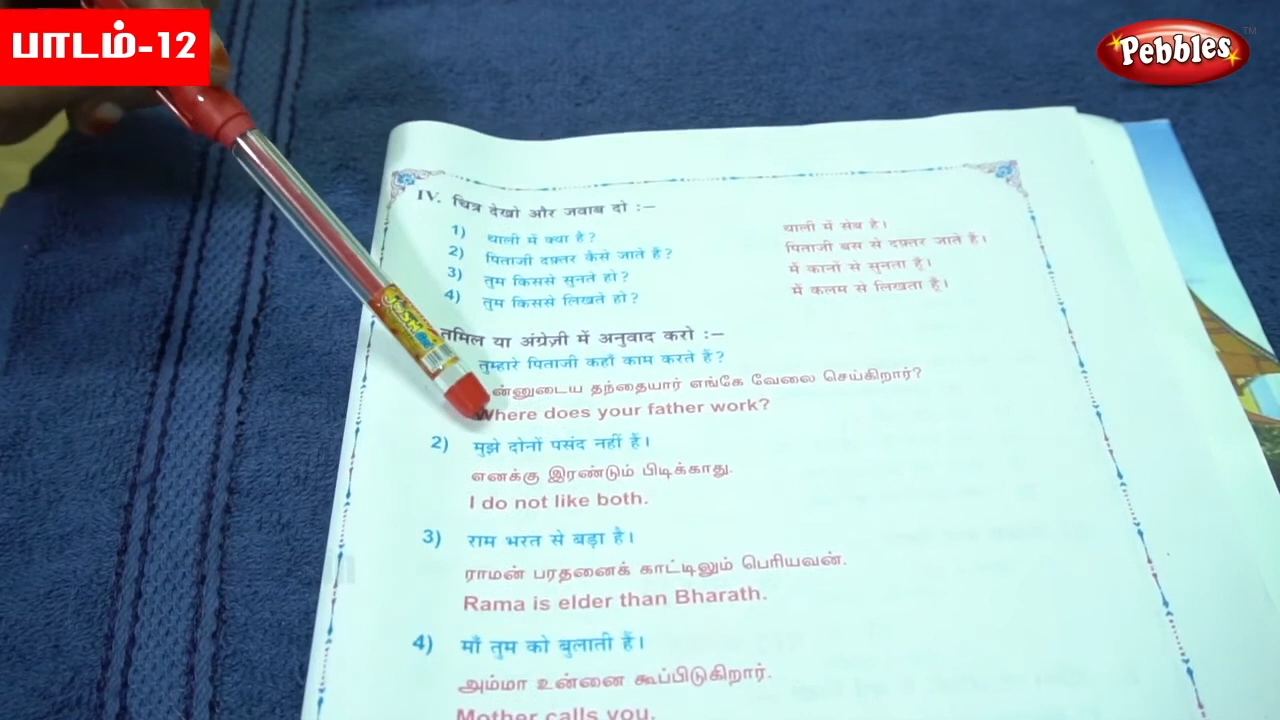 பாடம்-12
Pebbles
TM
IV. चित्र देखो और जवाब दो :–
1) थाली में क्या है? थाली में सेब है।
2) पिताजी दफ़्तर कैसे जाते हैं? पिताजी बस से दफ़्तर जाते हैं।
3) तुम किससे सुनते हो? मैं कानों से सुनता हूँ।
4) तुम किससे लिखते हो? मैं कलम से लिखता हूँ।
तमिल या अंग्रेज़ी में अनुवाद करो :–
तुम्हारे पिताजी कहाँ काम करते हैं?
தந்தையார் எங்கே வேலை செய்கிறார்?
Where does your father work?
2) मुझे दोनों पसंद नहीं हैं।
எனக்கு இரண்டும் பிடிக்காது.
I do not like both.
3) राम भरत से बड़ा है।
ராமன் பரதனைக் காட்டிலும் பெரியவன்.
Rama is elder than Bharath.
4) माँ तुम को बुलाती हैं।
அம்மா உன்னை கூப்பிடுகிறார்.
Mother calls you.